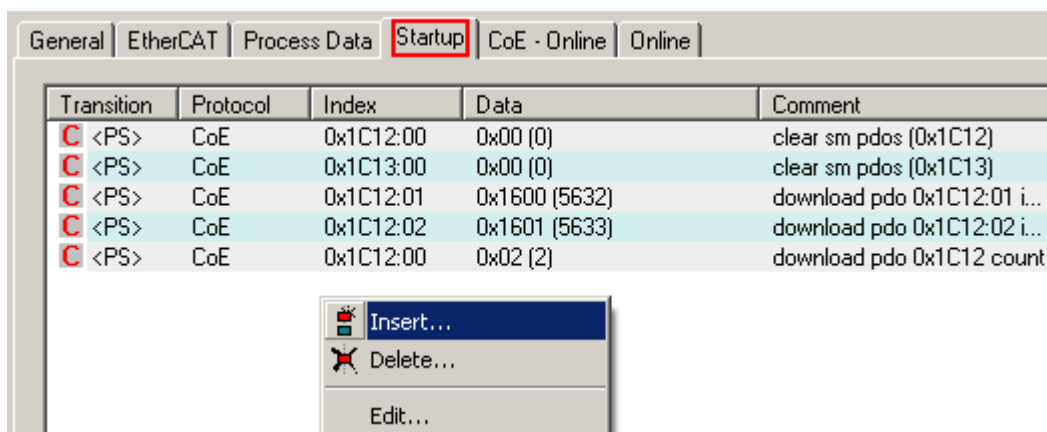 General EtherCAT Process Data Startup CoE - Online Online
Transition Protocol Index Data Comment
C <PS> CoE 0x1C12:00 0x00 (0) clear sm pdos (0x1C12)
C <PS> CoE 0x1C13:00 0x00 (0) clear sm pdos (0x1C13)
C <PS> CoE 0x1C12:01 0x1600 (5632) download pdo 0x1C12:01 i...
C <PS> CoE 0x1C12:02 0x1601 (5633) download pdo 0x1C12:02 i...
C <PS> CoE 0x1C12:00 0x02 (2) download pdo 0x1C12 count
Insert...
Delete...
Edit...